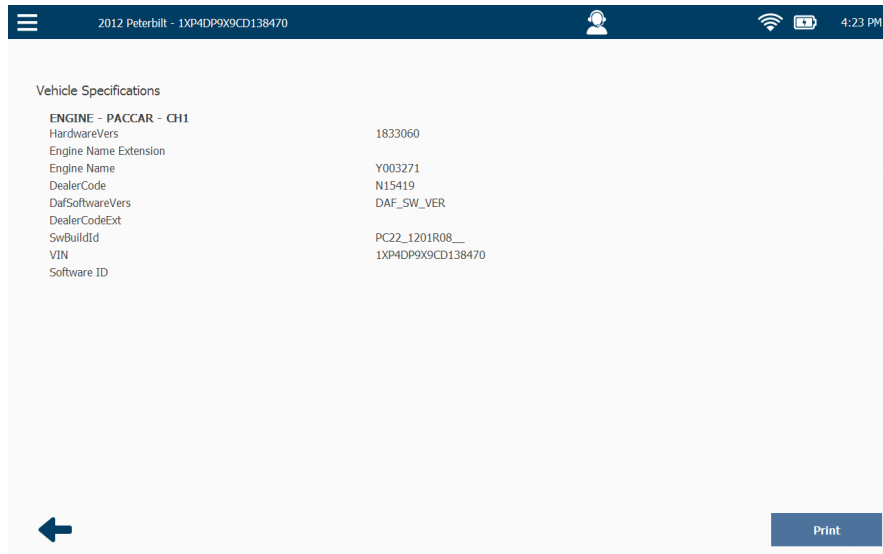 2012 Peterbilt - 1XP4DP9X9CD138470 4:23 PM
Vehicle Specifications
ENGINE - PACCAR - CH1
HardwareVers 1833060
Engine Name Extension
Engine Name Y003271
DealerCode N15419
DafSoftwareVers DAF_SW_VER
DealerCodeExt
SwBuildId PC22_1201R08__
VIN 1XP4DP9X9CD138470
Software ID
Print